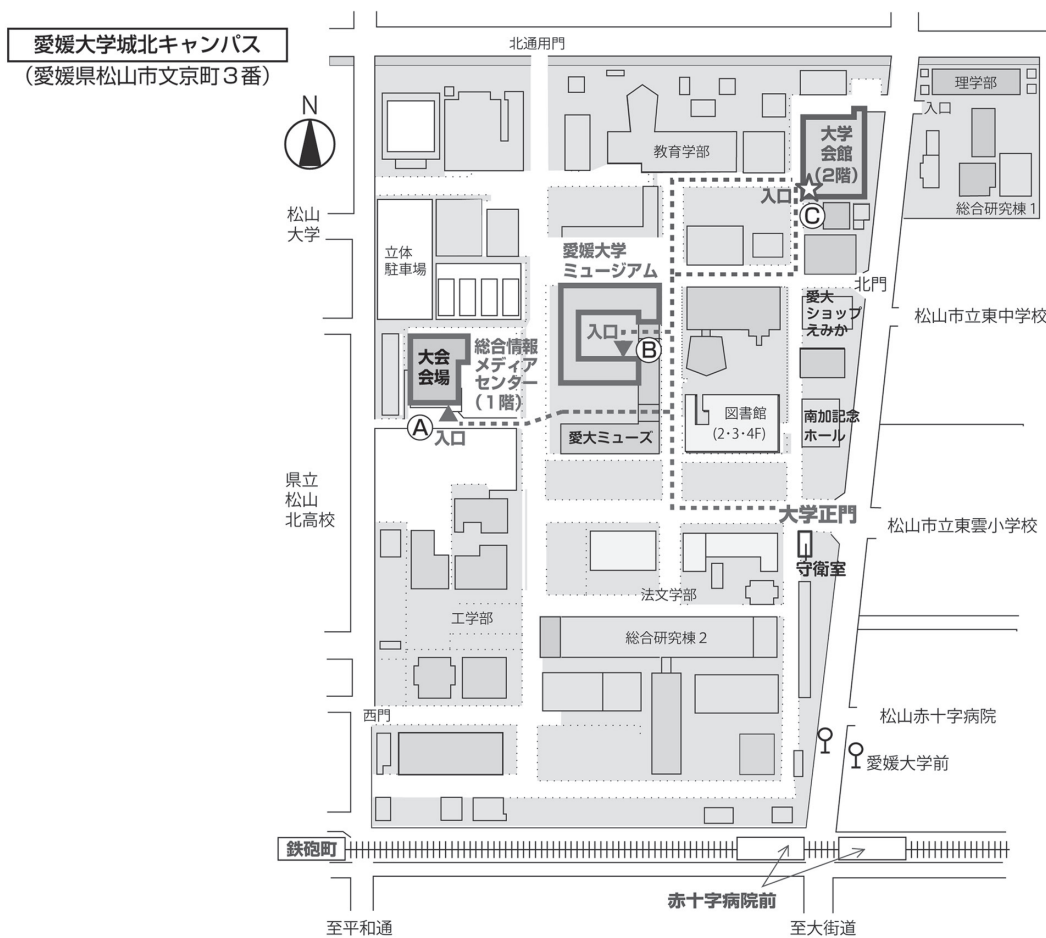 愛媛大学城北キャンパス
(愛媛県松山市文京町3番)
N
北通用門
理学部
入口
総合研究棟1
大学
会館
(2階)
入口
C
教育学部
松山
大学
立体
駐車場
愛媛大学
ミュージアム
入口
B
北門
愛大
ショップ
えみか
松山市立東中学校
大会
会場
総合情報
メディア
センター
(1階)
A
入口
愛大ミューズ
図書館
(2・3・4F)
南加記念
ホール
県立
松山
北高校
大学正門
守衛室
松山市立東雲小学校
法文学部
工学部
総合研究棟2
西門
松山赤十字病院
愛媛大学前
鉄砲町
赤十字病院前
至平和通
至大街道